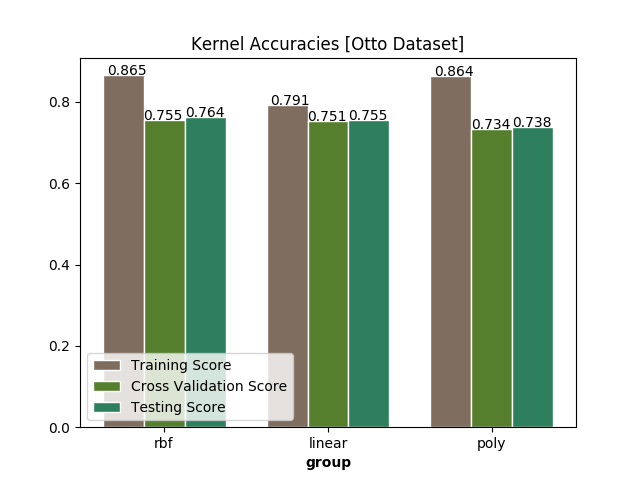 Kernel Accuracies [Otto Dataset]
0.865
0.755
0.764
0.791
0.751
0.755
0.864
0.734
0.738
0.8
0.6
0.4
0.2
0.0
Training Score
Cross Validation Score
Testing Score
rbf
linear
poly
group